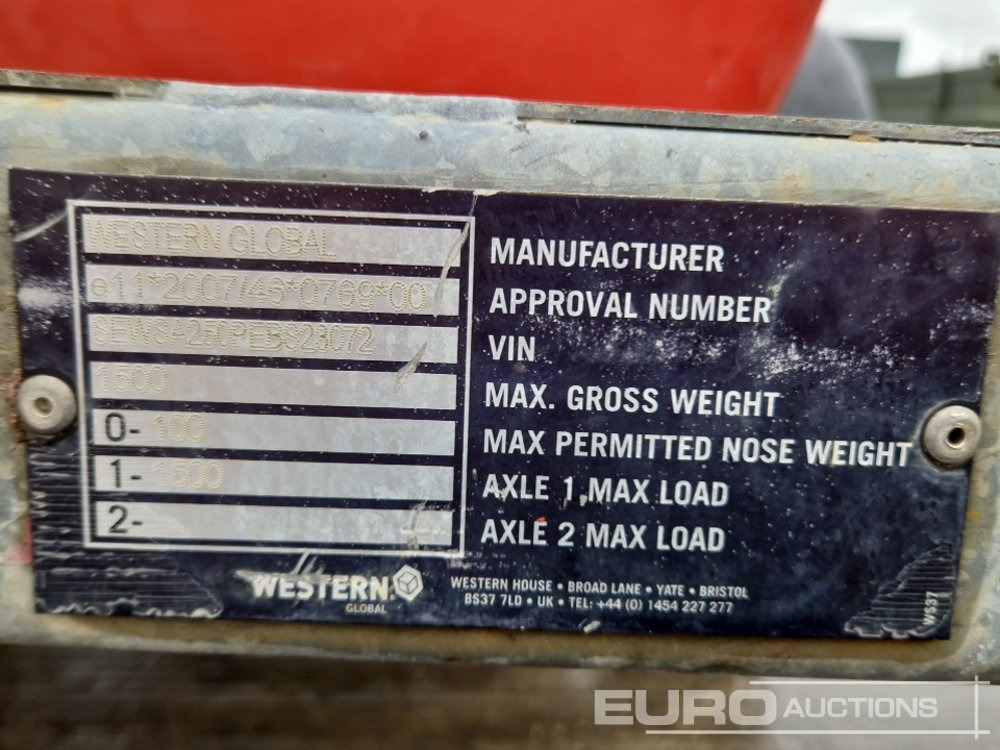 WESTERN GLOBAL MANUFACTURER
e11*2007/46*0769*00 APPROVAL NUMBER
SEWSA250PEBS23072 VIN
1500 MAX. GROSS WEIGHT
0- 100 MAX PERMITTED NOSE WEIGHT
1- 1500 AXLE 1 MAX LOAD
2- AXLE 2 MAX LOAD
WESTERN
GLOBAL
WESTERN HOUSE • BROAD LANE • YATE • BRISTOL
BS37 7LD • UK • TEL: +44 (0) 1454 227 277
WS37
EURO AUCTIONS